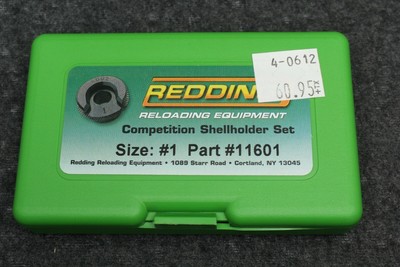 REDDING
4-0612
60.95
RELOADING EQUIPMENT
Competition Shellholder Set
Size: #1 Part #11601
Redding Reloading Equipment • 1089 Starr Road • Cortland, NY 13045